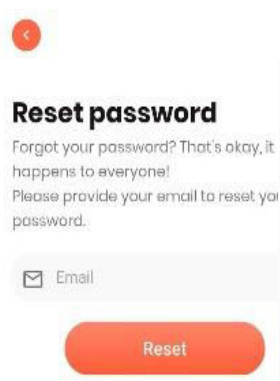 Reset password
Forgot your password? That's okay, it
happens to everyone!
Please provide your email to reset you
password.
Email
Reset